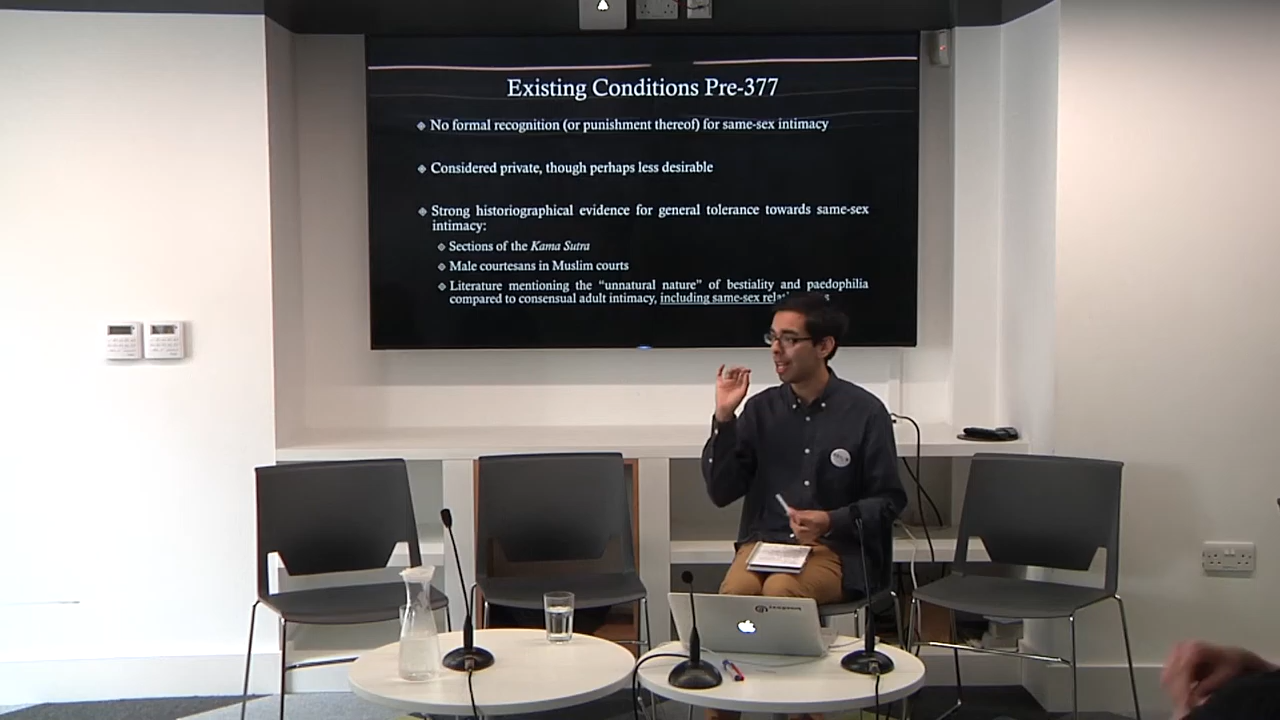 Existing Conditions Pre-377
No formal recognition (or punishment thereof) for same-sex intimacy
Considered private, though perhaps less desirable
Strong historiographical evidence for general tolerance towards same-sex
intimacy:
Sections of the Kama Sutra
Male courtesans in Muslim courts
Literature mentioning the "unnatural nature" of bestiality and paedophilia
compared to consensual adult intimacy, including same-sex